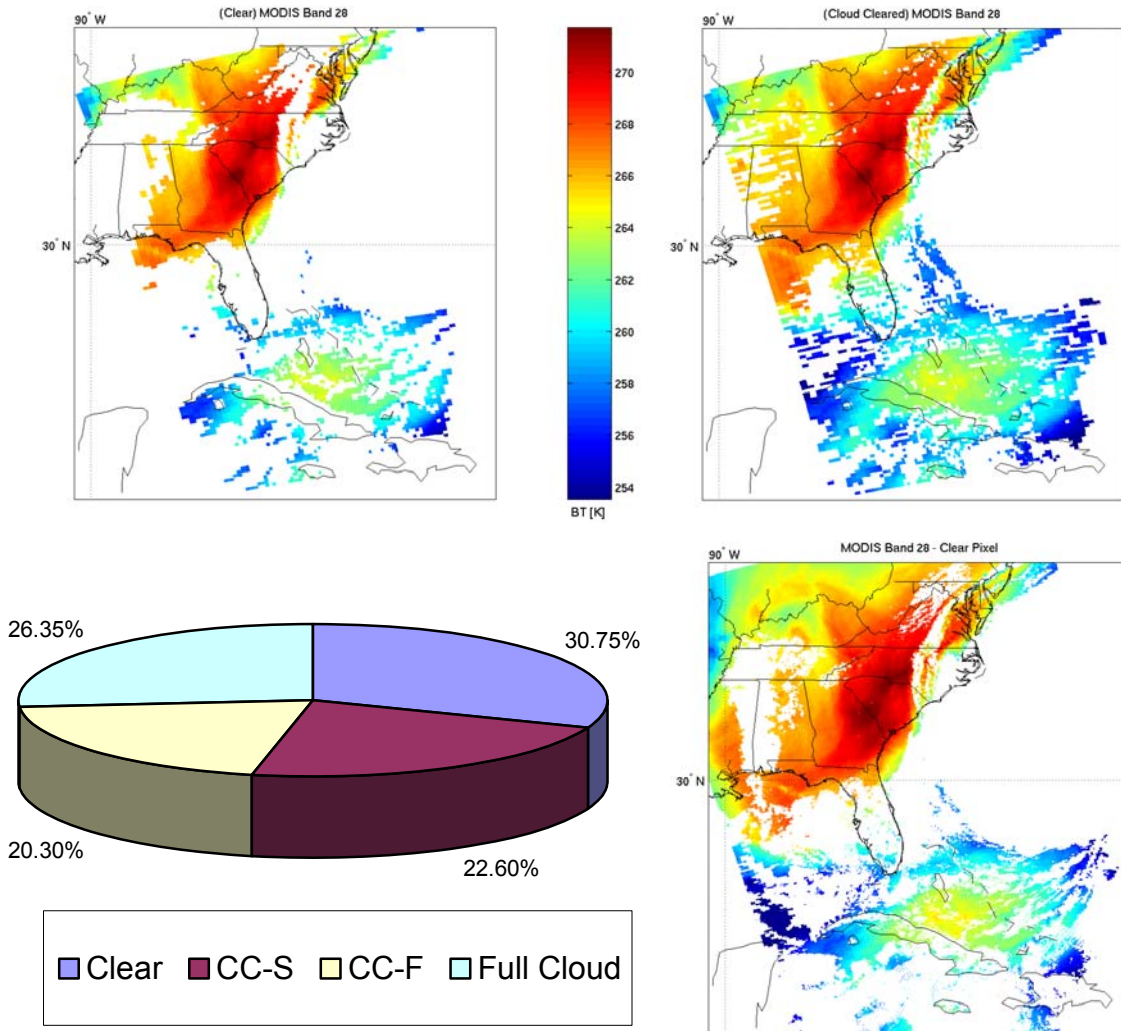 (Clear) MODIS Band 28
90° W
30° N
270
268
266
264
262
260
258
256
254
BT [K]
(Cloud Cleared) MODIS Band 28
90° W
30° N
26.35%
30.75%
20.30%
22.60%
Clear
CC-S
CC-F
Full Cloud
MODIS Band 28 - Clear Pixel
90° W
30° N